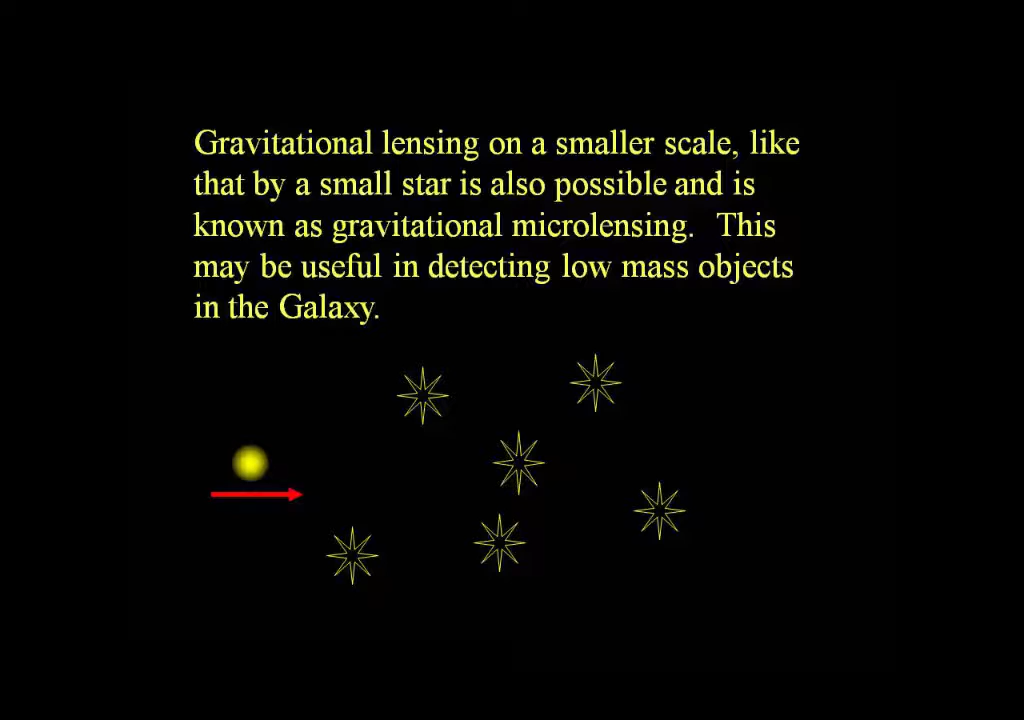 Gravitational lensing on a smaller scale, like
that by a small star is also possible and is
known as gravitational microlensing.  This
may be useful in detecting low mass objects
in the Galaxy.